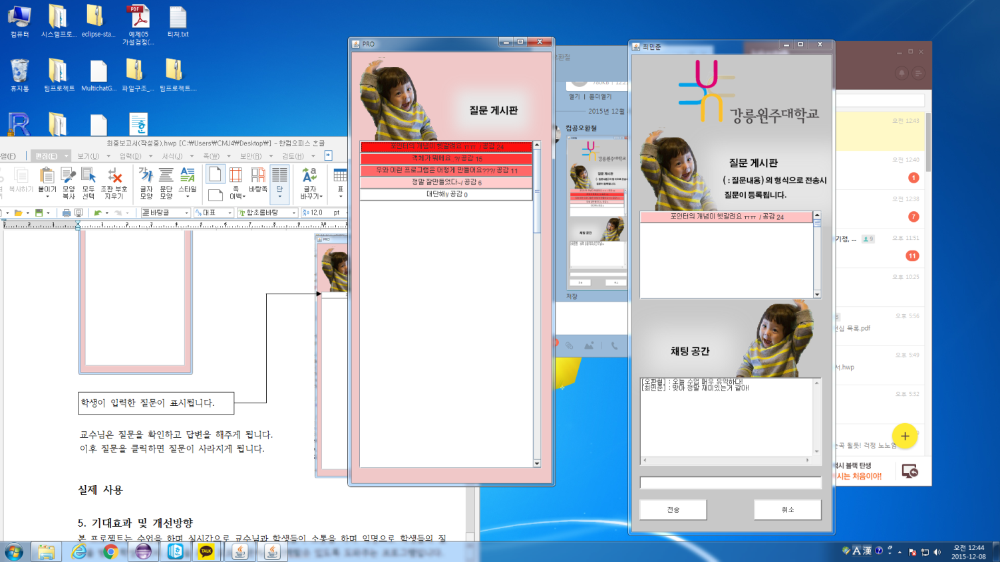 컴퓨터
시스템프로...
eclipse-sta...
예제05
가설검정(...
티저.txt
휴지통
팀프로젝트
MultichatG...
파일구조_...
팀프로젝트....
최종보고서(작성중).hwp [C:₩Users₩CMJ4₩Desktop₩] - 한컴오피스 흔글
일(F)
편집(E)
보기(U)
입력(D)
서식(J)
쪽(W)
보안(R)
검토(H)
복사하기
붙이기
모양
복사
모두
선택
조판 부호
지우기
글자
모양
문단
모양
스타일
쪽
여백
바탕쪽
단
글자
바꾸기
표
바탕글
대표
함초롬바탕
12,0
pt
PRO
학생이 입력한 질문이 표시됩니다.
교수님은 질문을 확인하고 답변을 해주게 됩니다.
이후 질문을 클릭하면 질문이 사라지게 됩니다.
실제 사용
5. 기대효과 및 개선방향
본 프로젝트는 수업을 하며 실시간으로 교수님과 학생들이 소통을 하며 익명으로 학생들의 질
PRO
질문 게시판
포인터의 개념이 헷갈려요 ㅠㅠ / 공감 24
객체가 뭐에요_?/ 공감 15
우와 이런 프로그램은 어떻게 만들어요???/ 공감 11
정말 잘만들었다~/ 공감 6
대단해!/ 공감 0
열기 | 폴더열기
2015년 12월
컴공오환철
저장
최민준
강릉원주대학교
질문 게시판
( : 질문내용) 의 형식으로 전송시
질문이 등록됩니다.
포인터의 개념이 헷갈려요 ㅠㅠ / 공감 24
채팅 공간
[오환철] : 오늘 수업 매우 유익하다!
[최민준] : 맞아 정말 재미있는거 같아!
전송
취소
오전 12:43
오전 12:40
1
오전 12:38
7
기정, ...
9
오후 11:51
11
오후 10:25
오후 5:56
목록.pdf
오후 5:49
서.hwp
오후 5:32
걱정 노노
택시 블랙 탄생
시는 처음이야!
TALK
A
漢
오전 12:44
2015-12-08